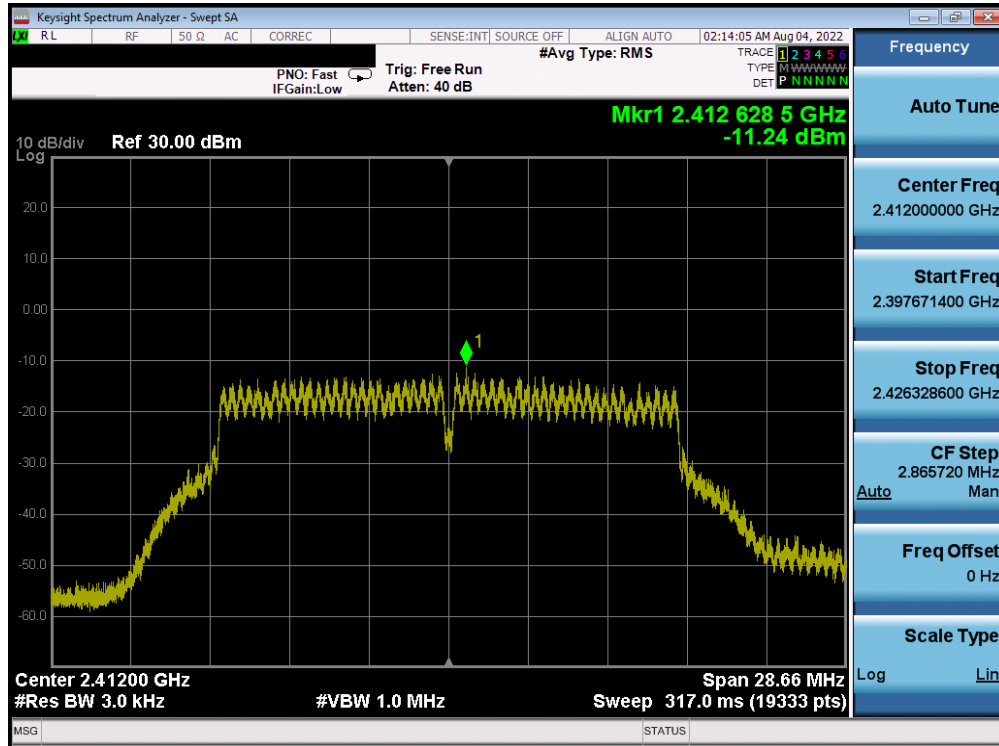 Keysight Spectrum Analyzer - Swept SA
LXI RL RF 50 Ω AC CORREC SENSE:INT SOURCE OFF ALIGN AUTO 02:14:05 AM Aug 04, 2022
#Avg Type: RMS
TRACE 1 2 3 4 5 6
PNO: Fast Trig: Free Run
TYPE M WWWWW
IFGain:Low Atten: 40 dB
DET P N N N N N
Mkr1 2.412 628 5 GHz
-11.24 dBm
10 dB/div Ref 30.00 dBm
Log
20.0
10.0
0.00
-10.0
-20.0
-30.0
-40.0
-50.0
-60.0
1
Center 2.41200 GHz Span 28.66 MHz
#Res BW 3.0 kHz #VBW 1.0 MHz Sweep 317.0 ms (19333 pts)
MSG STATUS
Frequency
Auto Tune
Center Freq
2.412000000 GHz
Start Freq
2.397671400 GHz
Stop Freq
2.426328600 GHz
CF Step
2.865720 MHz
Auto Man
Freq Offset
0 Hz
Scale Type
Log Lin